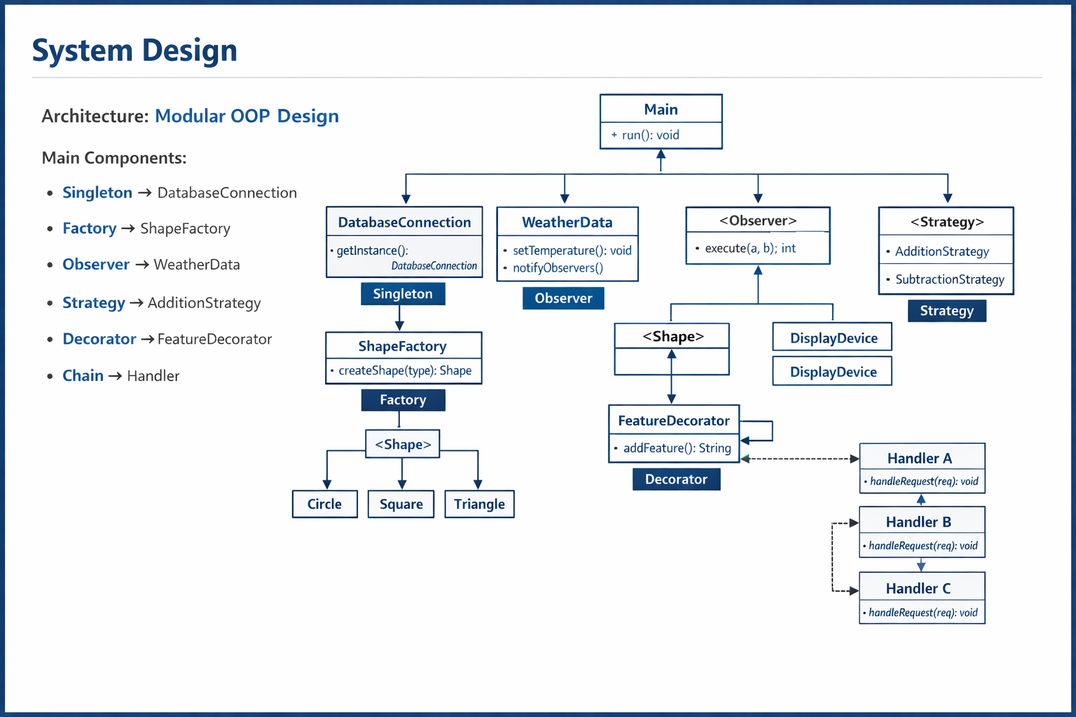 System Design
Architecture: Modular OOP Design
Main Components:
• Singleton → DatabaseConnection
• Factory → ShapeFactory
• Observer → WeatherData
• Strategy → AdditionStrategy
• Decorator → FeatureDecorator
• Chain → Handler
Main
+ run(): void
DatabaseConnection
• getInstance():
DatabaseConnection
Singleton
WeatherData
• setTemperature(): void
• notifyObservers()
Observer
<Observer>
• execute(a, b); int
<Strategy>
• AdditionStrategy
• SubtractionStrategy
Strategy
ShapeFactory
• createShape(type): Shape
Factory
<Shape>
Circle
Square
Triangle
<Shape>
DisplayDevice
DisplayDevice
FeatureDecorator
• addFeature(): String
Decorator
Handler A
• handleRequest(req): void
Handler B
• handleRequest(req): void
Handler C
• handleRequest(req): void